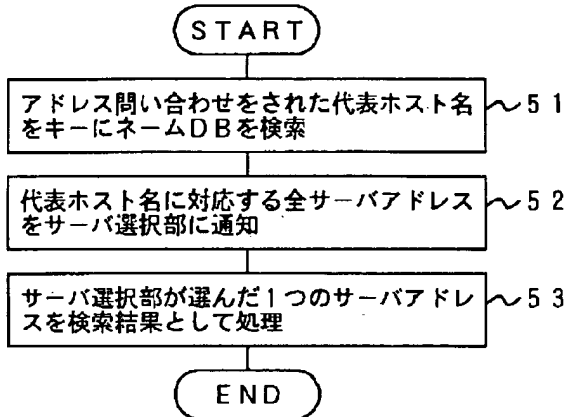 START
アドレス問い合わせをされた代表ホスト名
をキーにネームDBを検索
51
代表ホスト名に対応する全サーバアドレス
をサーバ選択部に通知
52
サーバ選択部が選んだ1つのサーバアドレ
スを検索結果として処理
53
END